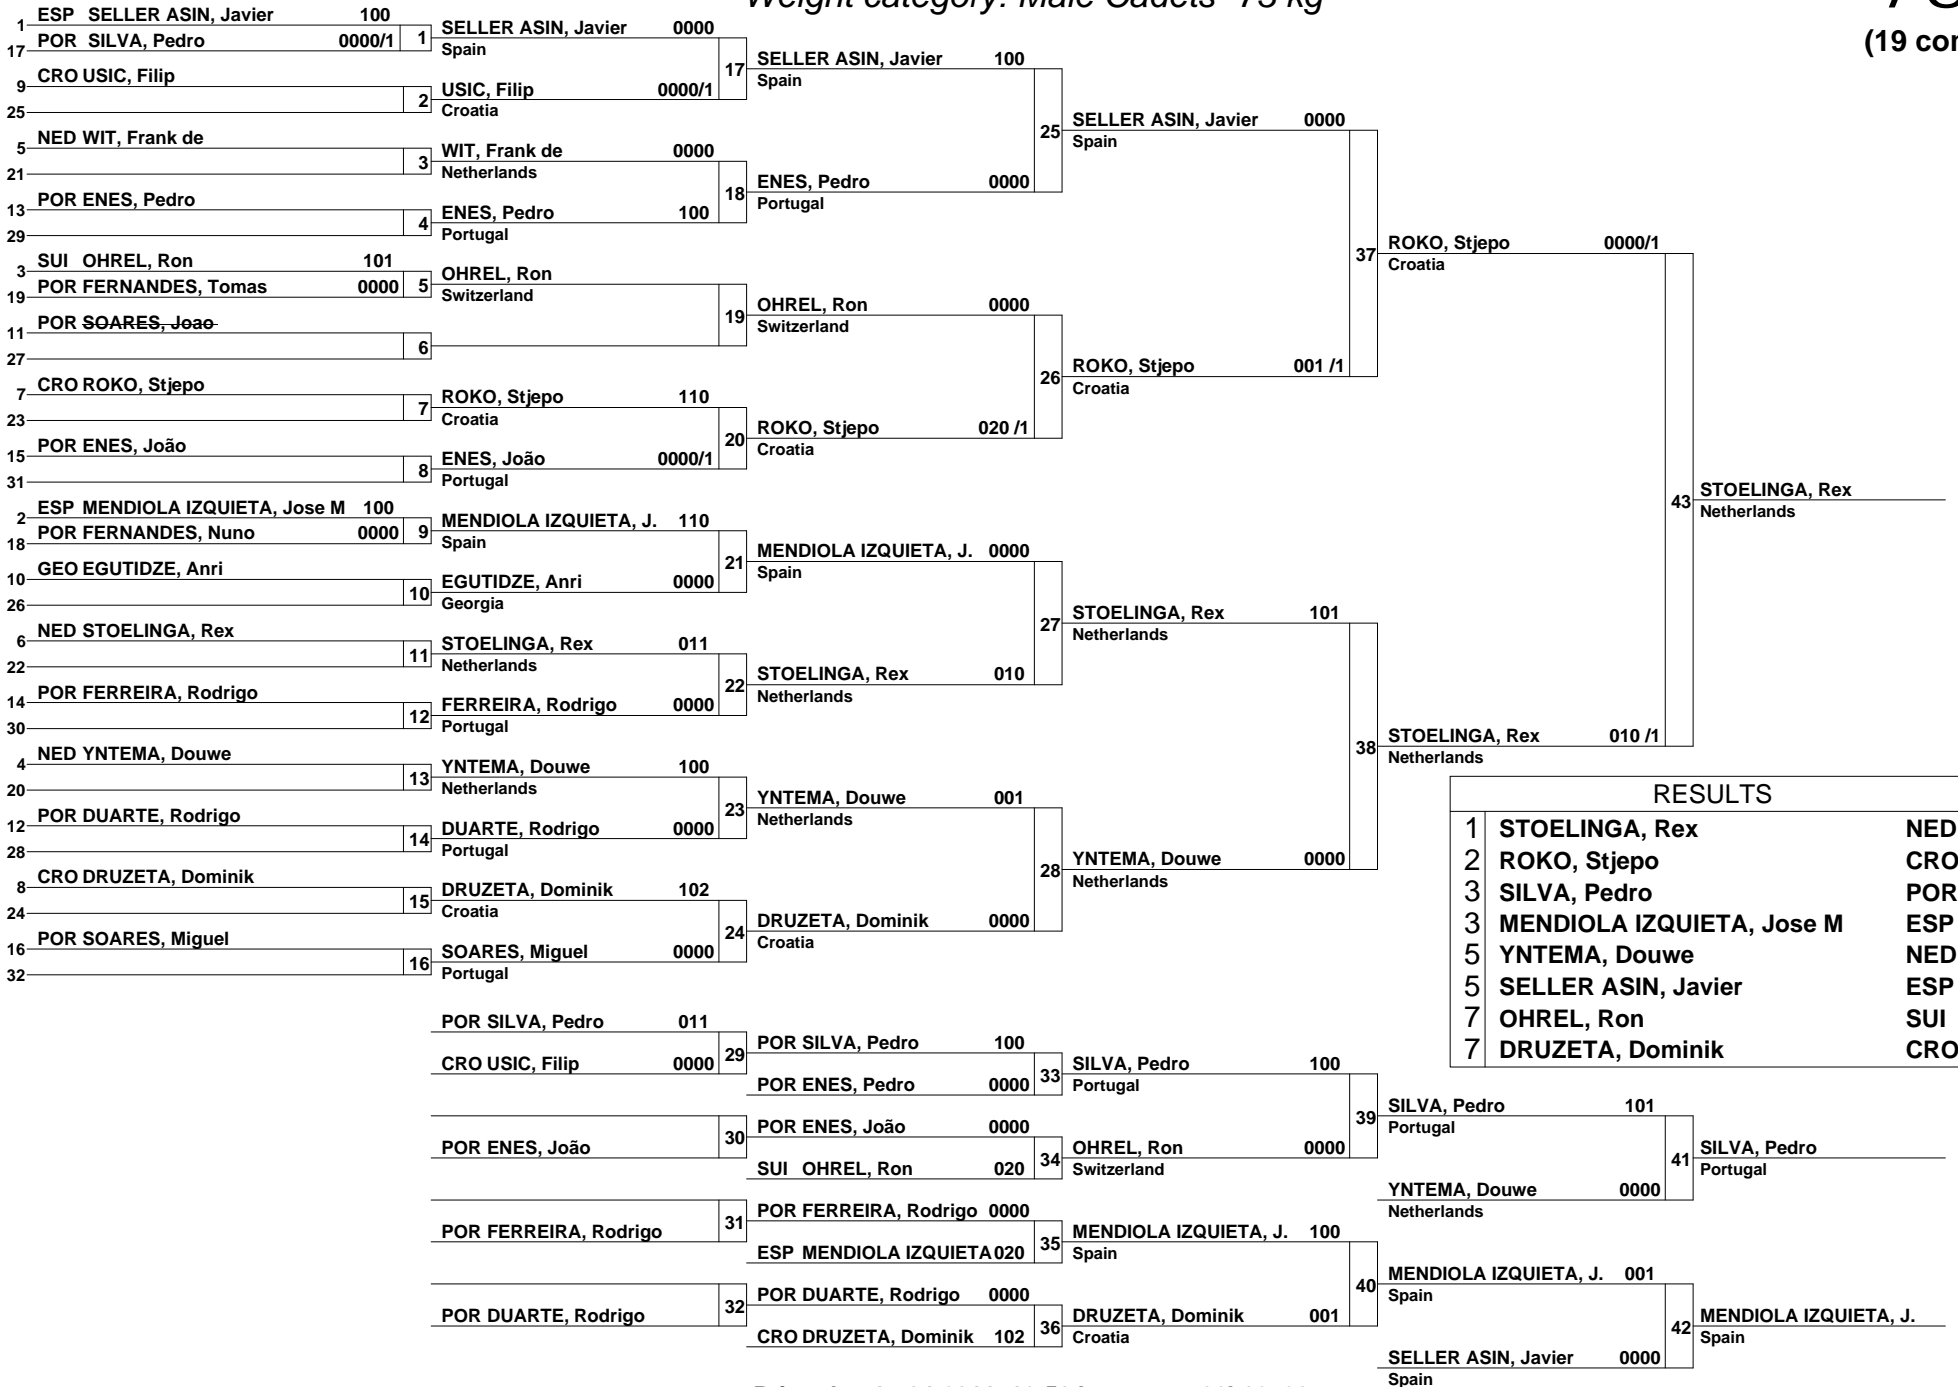 Weight category: Male Cadets -73 kg
(19 con
1 ESP SELLER ASIN, Javier 100
17 POR SILVA, Pedro 0000/1 1
9 CRO USIC, Filip
25 2
5 NED WIT, Frank de
21 3
13 POR ENES, Pedro
29 4
3 SUI OHREL, Ron 101
19 POR FERNANDES, Tomas 0000 5
11 POR SOARES, Joao
27 6
7 CRO ROKO, Stjepo
23 7
15 POR ENES, João
31 8
2 ESP MENDIOLA IZQUIETA, Jose M 100
18 POR FERNANDES, Nuno 0000 9
10 GEO EGUTIDZE, Anri
26 10
6 NED STOELINGA, Rex
22 11
14 POR FERREIRA, Rodrigo
30 12
4 NED YNTEMA, Douwe
20 13
12 POR DUARTE, Rodrigo
28 14
8 CRO DRUZETA, Dominik
24 15
16 POR SOARES, Miguel
32 16
SELLER ASIN, Javier 0000
Spain
17
USIC, Filip 0000/1
Croatia
WIT, Frank de 0000
Netherlands
18
ENES, Pedro 100
Portugal
OHREL, Ron
Switzerland
19
ROKO, Stjepo 110
Croatia
20
ENES, João 0000/1
Portugal
MENDIOLA IZQUIETA, J. 110
Spain
21
EGUTIDZE, Anri 0000
Georgia
STOELINGA, Rex 011
Netherlands
22
FERREIRA, Rodrigo 0000
Portugal
YNTEMA, Douwe 100
Netherlands
23
DUARTE, Rodrigo 0000
Portugal
DRUZETA, Dominik 102
Croatia
24
SOARES, Miguel 0000
Portugal
SELLER ASIN, Javier 100
Spain
25
ENES, Pedro 0000
Portugal
OHREL, Ron 0000
Switzerland
26
ROKO, Stjepo 020 /1
Croatia
MENDIOLA IZQUIETA, J. 0000
Spain
27
STOELINGA, Rex 010
Netherlands
YNTEMA, Douwe 001
Netherlands
28
DRUZETA, Dominik 0000
Croatia
SELLER ASIN, Javier 0000
Spain
37
ROKO, Stjepo 001 /1
Croatia
STOELINGA, Rex 101
Netherlands
38
YNTEMA, Douwe 0000
Netherlands
ROKO, Stjepo 0000/1
Croatia
43
STOELINGA, Rex 010 /1
Netherlands
STOELINGA, Rex
Netherlands
RESULTS
1 STOELINGA, Rex NED
2 ROKO, Stjepo CRO
3 SILVA, Pedro POR
3 MENDIOLA IZQUIETA, Jose M ESP
5 YNTEMA, Douwe NED
5 SELLER ASIN, Javier ESP
7 OHREL, Ron SUI
7 DRUZETA, Dominik CRO
POR SILVA, Pedro 011
29
CRO USIC, Filip 0000
30
POR ENES, João
31
POR FERREIRA, Rodrigo
32
POR DUARTE, Rodrigo
POR SILVA, Pedro 100
33
POR ENES, Pedro 0000
POR ENES, João 0000
34
SUI OHREL, Ron 020
POR FERREIRA, Rodrigo 0000
35
ESP MENDIOLA IZQUIETA 020
POR DUARTE, Rodrigo 0000
36
CRO DRUZETA, Dominik 102
SILVA, Pedro 100
Portugal
39
OHREL, Ron 0000
Switzerland
MENDIOLA IZQUIETA, J. 100
Spain
40
DRUZETA, Dominik 001
Croatia
SILVA, Pedro 101
Portugal
41
YNTEMA, Douwe 0000
Netherlands
MENDIOLA IZQUIETA, J. 001
Spain
42
SELLER ASIN, Javier 0000
Spain
SILVA, Pedro
Portugal
MENDIOLA IZQUIETA, J.
Spain